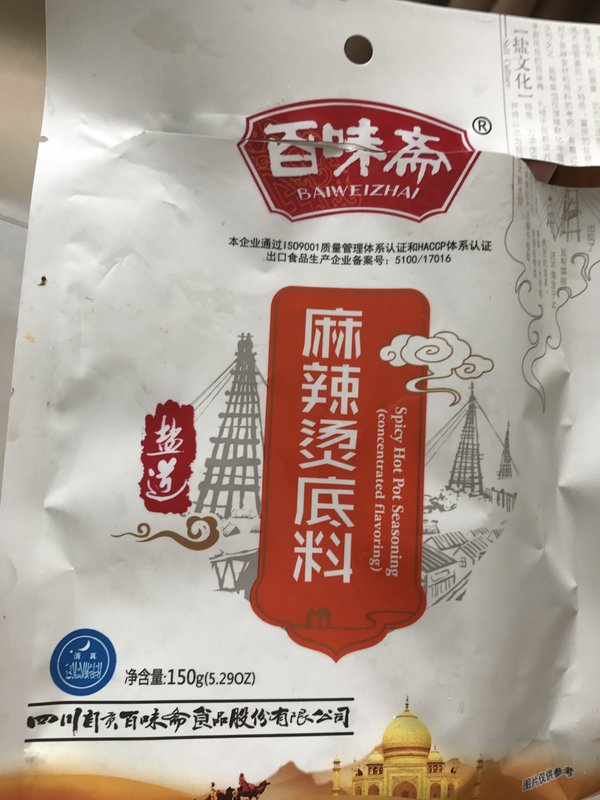 百味斋®
BAIWEIZHAI
本企业通过ISO9001质量管理体系认证和HACCP体系认证
出口食品生产企业备案号：5100/17016
【盐文化】
麻辣烫底料
Spicy Hot Pot Seasoning
(concentrated flavoring)
盐道
清真
净含量:150g(5.29OZ)
四川自贡百味斋食品股份有限公司
图片仅供参考